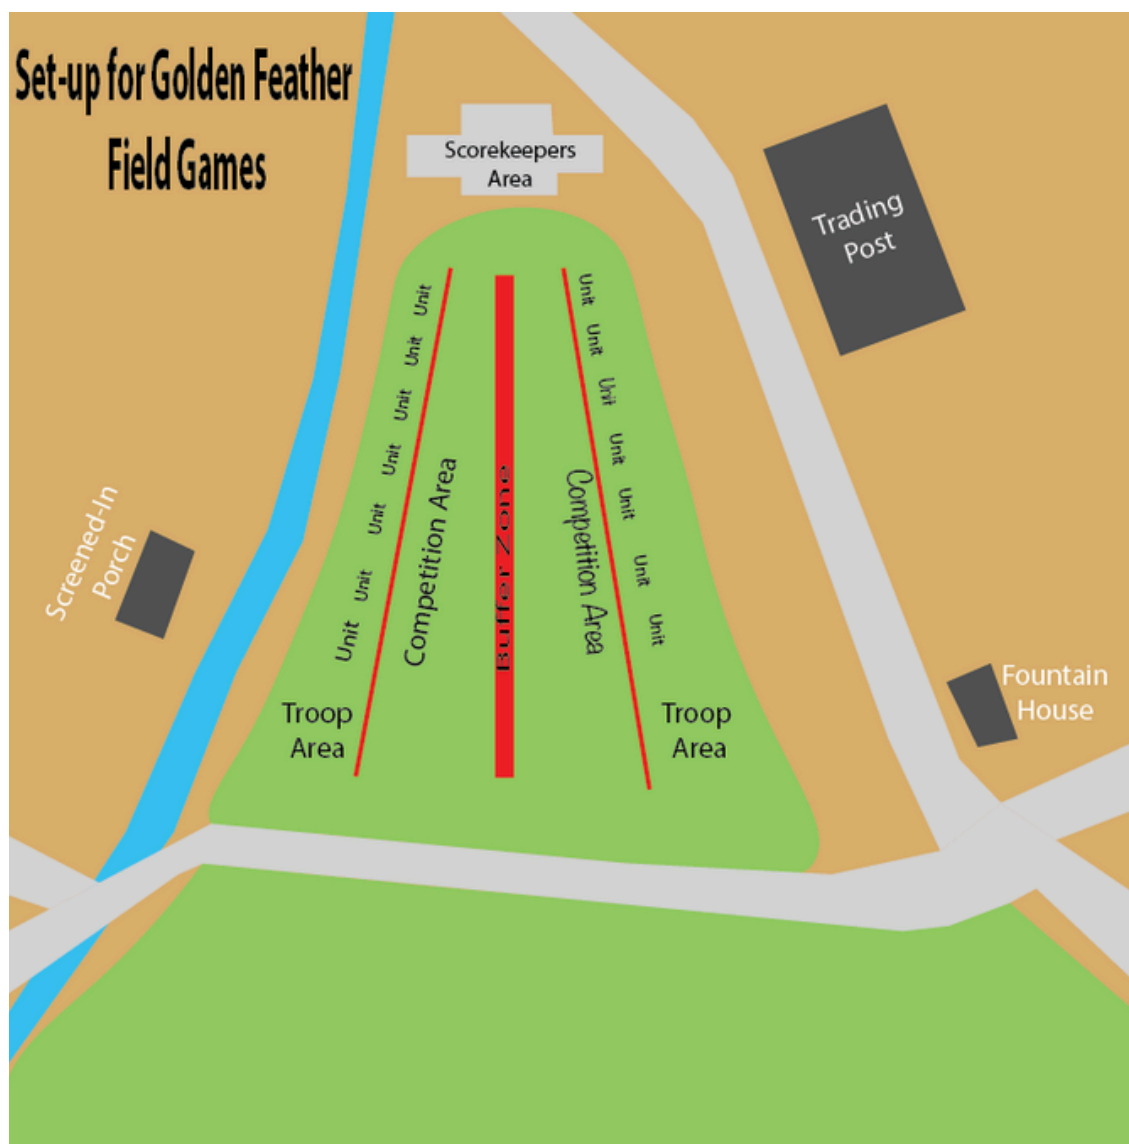 Set-up for Golden Feather
Field Games
Scorekeepers
Area
Trading
Post
Unit
Unit
Unit
Unit
Unit
Unit
Unit
Competition Area
Buffer Zone
Competition Area
Unit
Unit
Unit
Unit
Unit
Unit
Unit
Screened-In
Porch
Troop
Area
Troop
Area
Fountain
House